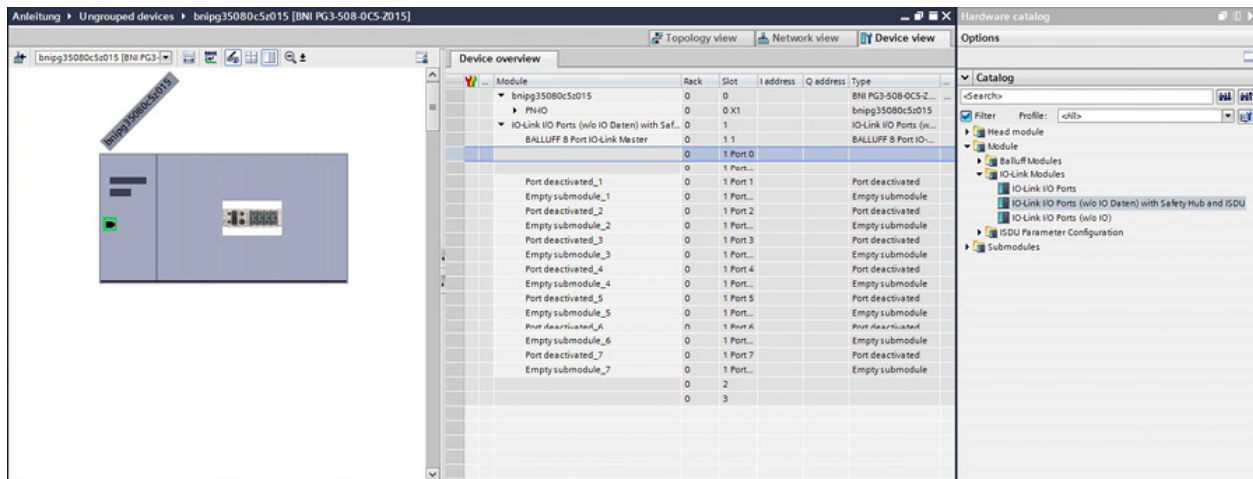 Anleitung ▸ Ungrouped devices ▸ bnipg35080c5z015 [BNI PG3-508-0C5-Z015]
Hardware catalog
Topology view Network view Device view
Options
bnipg35080c5z015 [BNI PG3-
Device overview
Catalog
... Module Rack Slot I address Q address Type ...
<Search>
bnipg35080c5z015 0 0 BNI PG3-508-0C5-Z...
Filter Profile: <All>
PN-IO 0 0 X1 bnipg35080c5z015
Head module
IO-Link I/O Ports (w/o IO Daten) with Saf... 0 1 IO-Link I/O Ports (w...
Module
BALLUFF 8 Port IO-Link Master 0 1 1 BALLUFF 8 Port IO-...
Balluff Modules
0 1 Port 0
IO-Link Modules
0 1 Port...
IO-Link I/O Ports
Port deactivated_1 0 1 Port 1 Port deactivated
IO-Link I/O Ports (w/o IO Daten) with Safety Hub and ISDU
Empty submodule_1 0 1 Port... Empty submodule
Port deactivated_2 0 1 Port 2 Port deactivated
IO-Link I/O Ports (w/o IO)
Empty submodule_2 0 1 Port... Empty submodule
ISDU Parameter Configuration
Port deactivated_3 0 1 Port 3 Port deactivated
Submodules
Empty submodule_3 0 1 Port... Empty submodule
Port deactivated_4 0 1 Port 4 Port deactivated
Empty submodule_4 0 1 Port... Empty submodule
Port deactivated_5 0 1 Port 5 Port deactivated
Empty submodule_5 0 1 Port... Empty submodule
Port deactivated_6 0 1 Port 6 Port deactivated
Empty submodule_6 0 1 Port... Empty submodule
Port deactivated_7 0 1 Port 7 Port deactivated
Empty submodule_7 0 1 Port... Empty submodule
0 2
0 3
bnipg35080c5z015